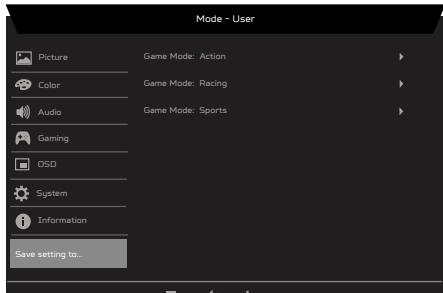 Mode - User
Picture
Game Mode: Action
Color
Game Mode: Racing
Audio
Game Mode: Sports
Gaming
OSD
System
Information
Save setting to...